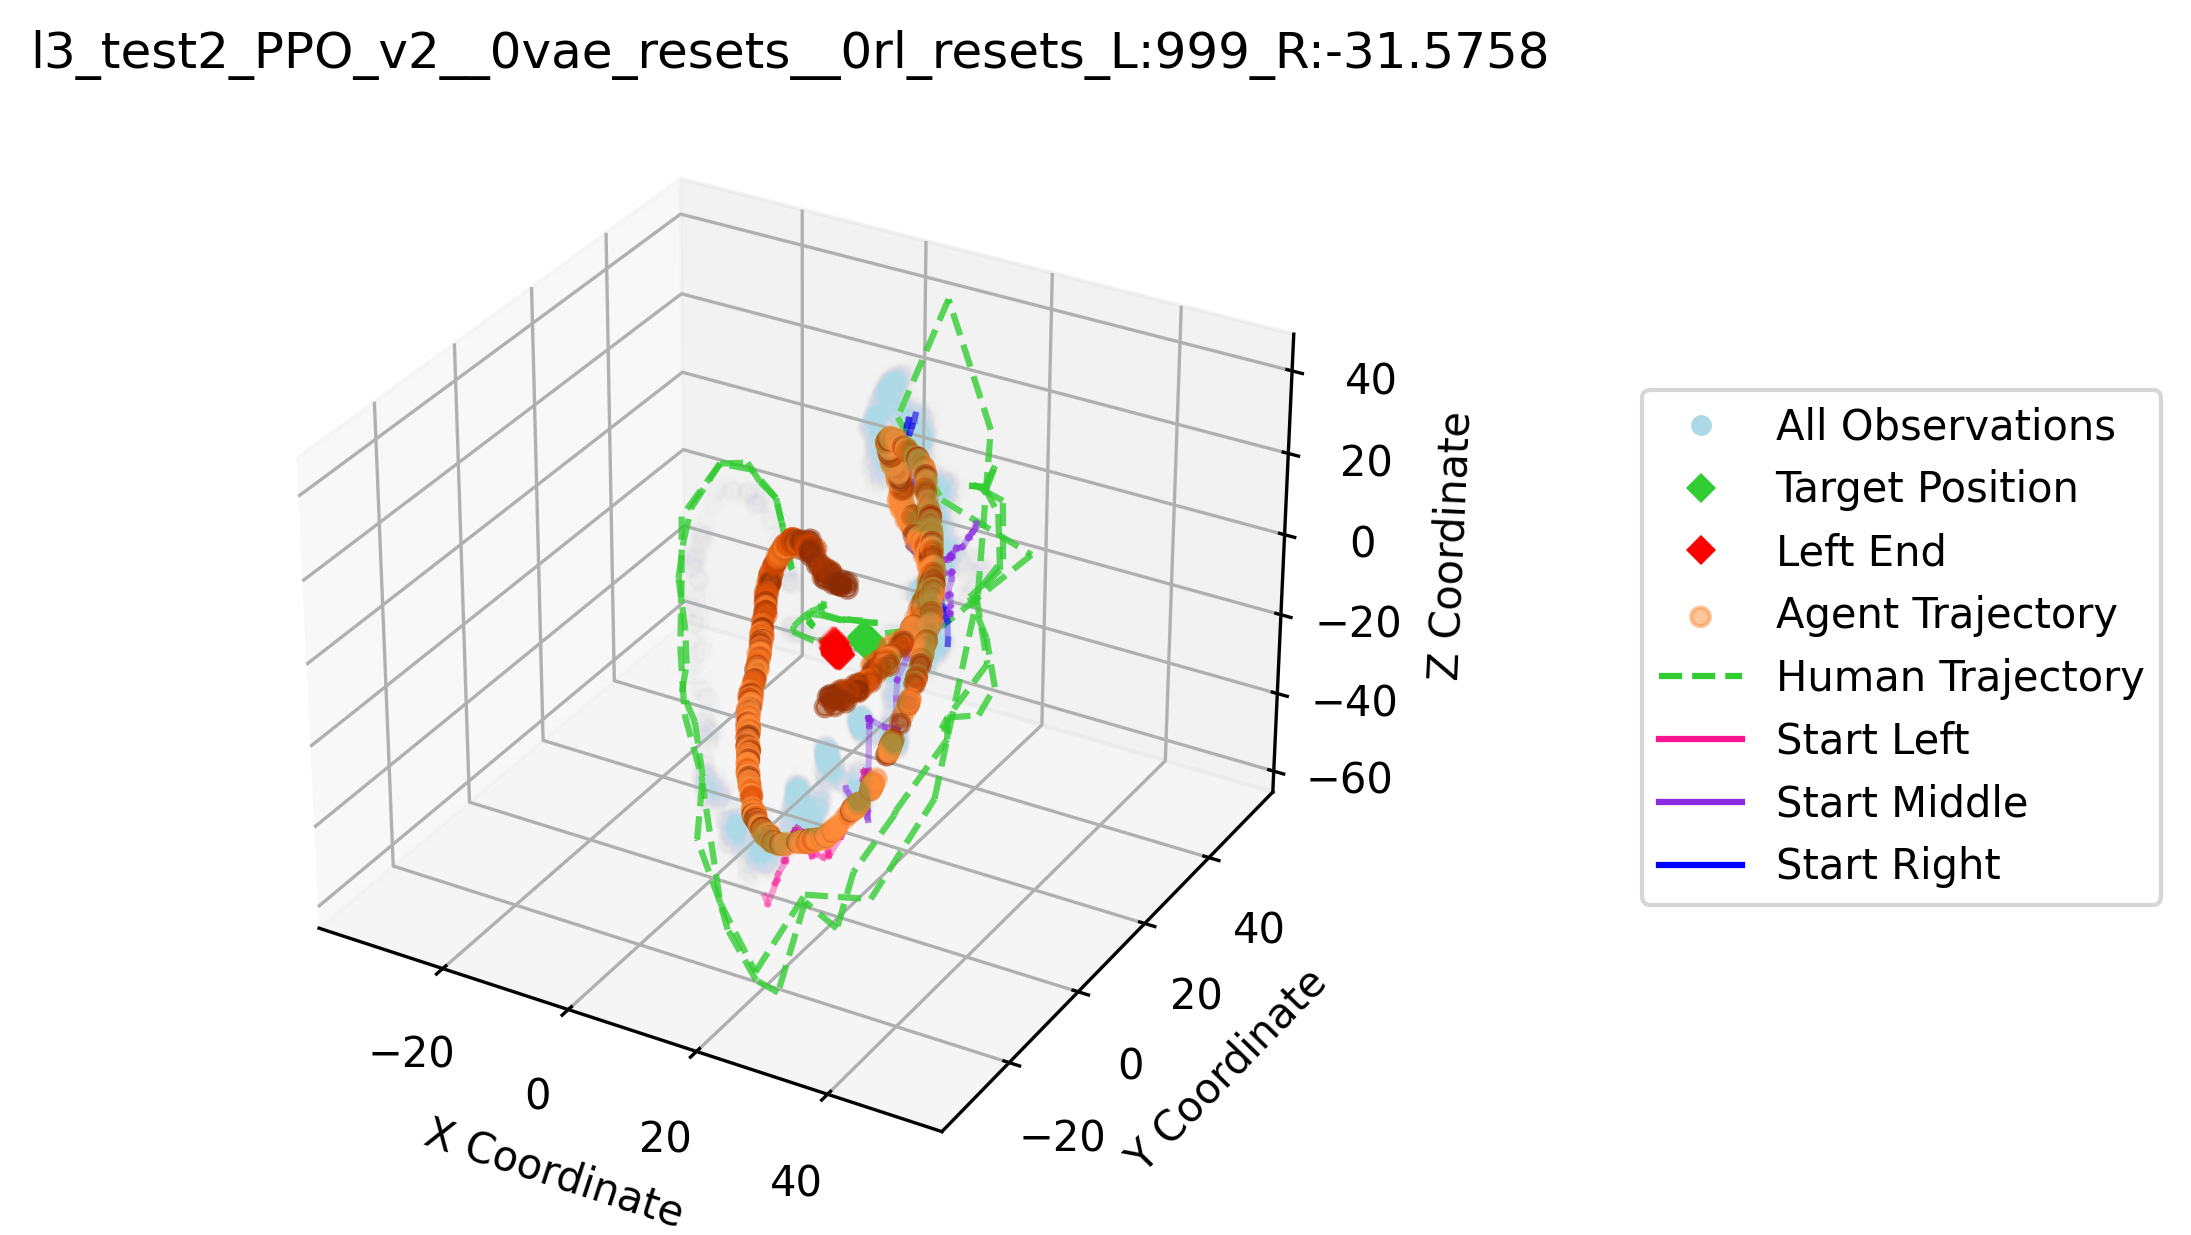 l3_test2_PPO_v2__0vae_resets__0rl_resets_L:999_R:-31.5758
40
20
0
−20
−40
−60
Z Coordinate
40
20
0
−20
Y Coordinate
−20
0
20
40
X Coordinate
All Observations
Target Position
Left End
Agent Trajectory
Human Trajectory
Start Left
Start Middle
Start Right